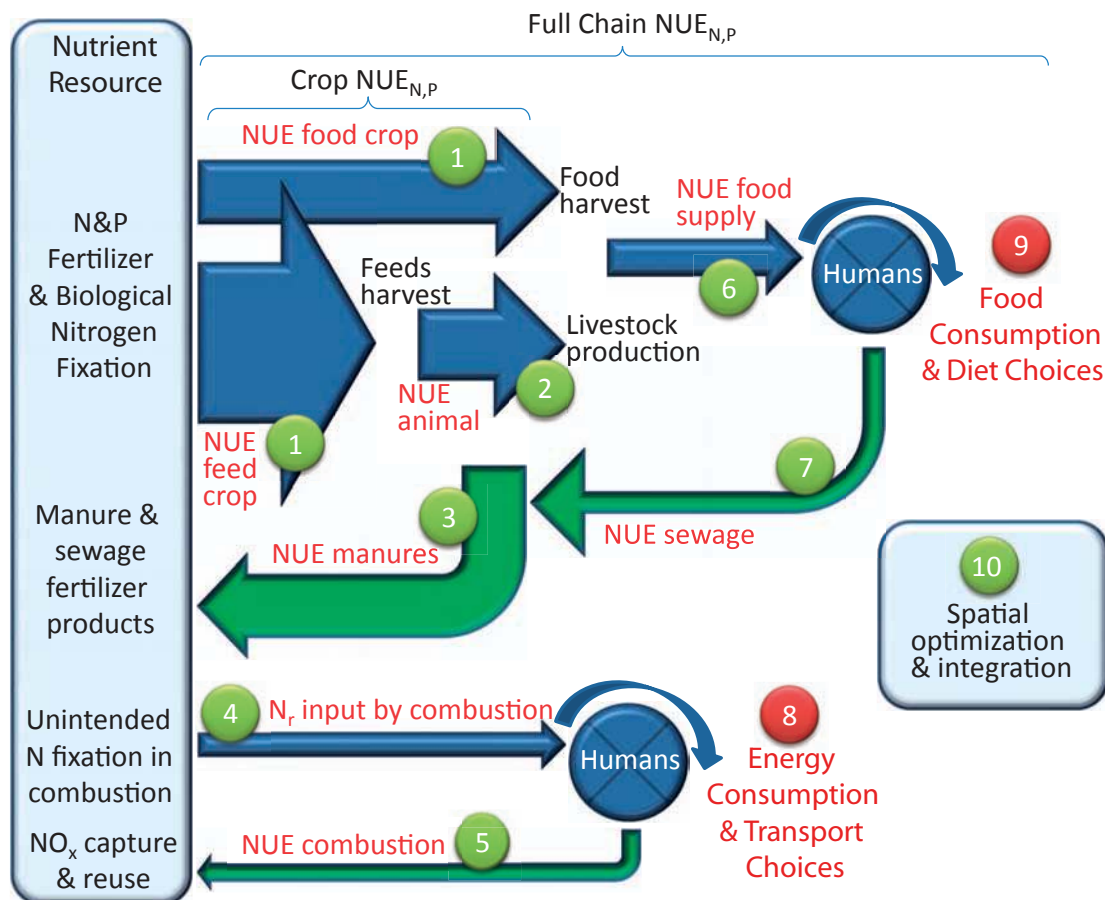 Full Chain NUE_N,P
Nutrient
Resource
Crop NUE_N,P
NUE food crop
1
Food
harvest
NUE food
supply
6
Humans
9
Food
Consumption
& Diet Choices
N&P
Fertilizer
& Biological
Nitrogen
Fixation
Feeds
harvest
Livestock
production
2
NUE
animal
1
NUE
feed
crop
7
NUE sewage
3
NUE manures
Manure &
sewage
fertilizer
products
10
Spatial
optimization
& integration
4
N_r input by combustion
Unintended
N fixation in
combustion
Humans
8
Energy
Consumption
& Transport
Choices
5
NUE combustion
NO_x capture
& reuse